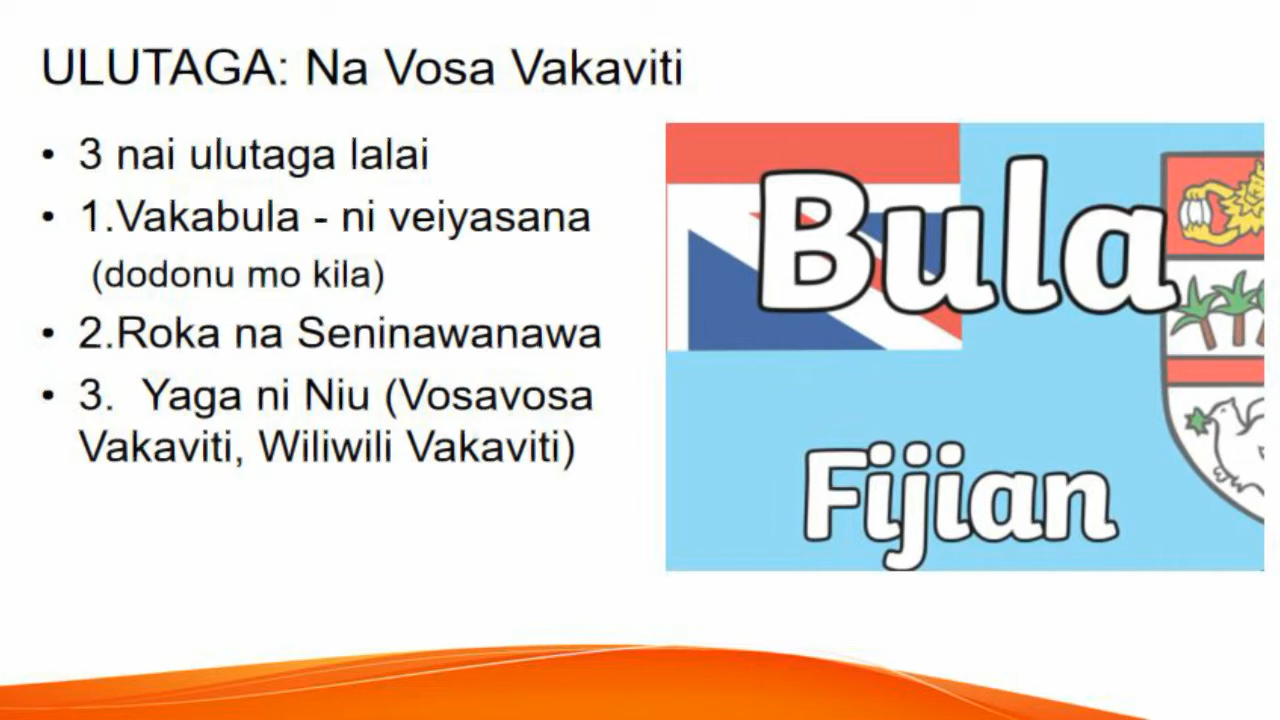 ULUTAGA: Na Vosa Vakaviti
• 3 nai ulutaga lalai
• 1.Vakabula - ni veiyasana
(dodonu mo kila)
• 2.Roka na Seninawanawa
• 3. Yaga ni Niu (Vosavosa
Vakaviti, Wiliwili Vakaviti)
Bula
Fijian